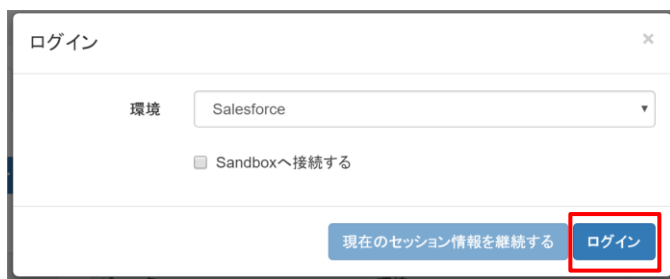 ログイン ×
環境 Salesforce
Sandboxへ接続する
現在のセッション情報を継続する ログイン